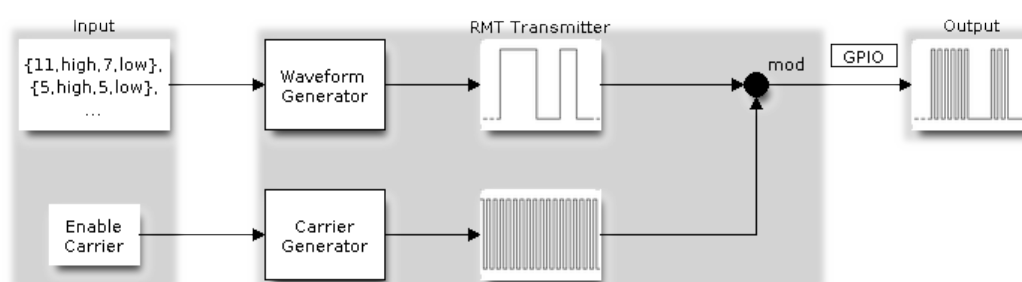 Input
RMT Transmitter
Output
{11,high,7,low},
{5,high,5,low},
...
Waveform
Generator
mod
GPIO
Enable
Carrier
Carrier
Generator